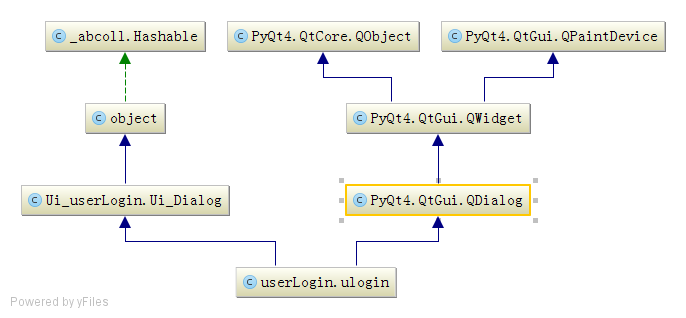 C _abcoll.Hashable
C PyQt4.QtCore.QObject
C PyQt4.QtGui.QPaintDevice
C object
C PyQt4.QtGui.QWidget
C Ui_userLogin.Ui_Dialog
C PyQt4.QtGui.QDialog
C userLogin.ulogin
Powered by yFiles